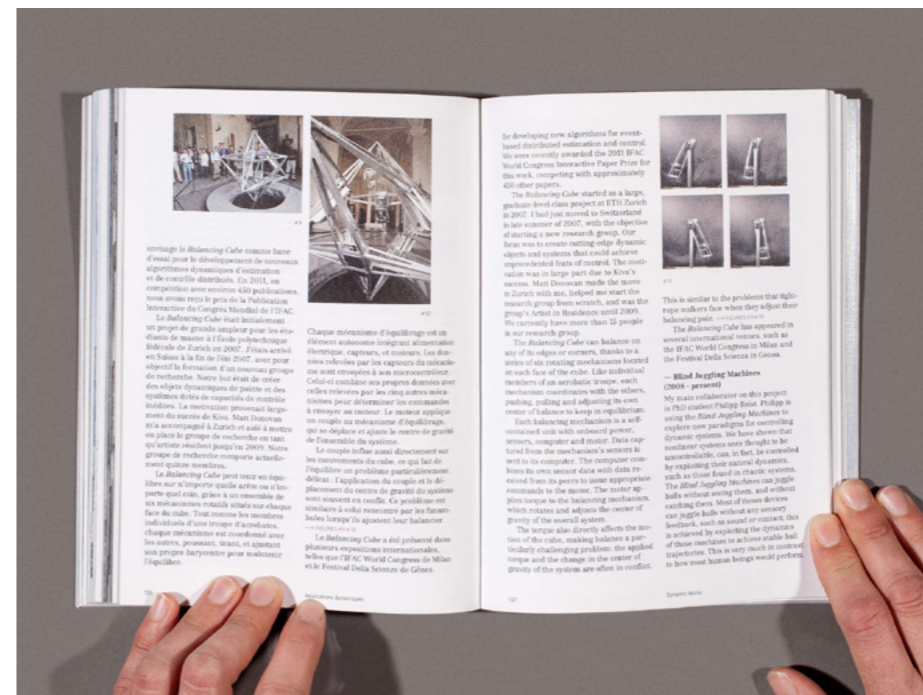 envisage le Balancing Cube comme banc
d'essai pour le développement de nouveaux
algorithmes dynamiques d'estimation
et de contrôle distribués. En 2011, en
compétition avec environ 450 publications,
nous avons reçu le prix de la Publication
Interactive du Congrès Mondial de l'IFAC.
Le Balancing Cube était initialement
un projet de grande ampleur pour les étu-
diants de master à l'École polytechnique
fédérale de Zurich en 2007. J'étais arrivé
en Suisse à la fin de l'été 2007, avec pour
objectif la formation d'un nouveau groupe
de recherche. Notre but était de créer
des objets dynamiques de pointe et des
systèmes dotés de capacités de contrôle
inédites. La motivation provenait large-
ment du succès de Kiva. Matt Donovan
m'a accompagné à Zurich et aidé à mettre
en place le groupe de recherche en tant
qu'artiste résident jusqu'en 2009. Notre
groupe de recherche compte actuelle-
ment quinze membres.
Le Balancing Cube peut tenir en équi-
libre sur n'importe quelle arête ou n'im-
porte quel coin, grâce à un ensemble de
six mécanismes rotatifs situés sur chaque
face du cube. Tout comme les membres
individuels d'une troupe d'acrobates,
chaque mécanisme est coordonné avec
les autres, poussant, tirant, et ajustant
son propre barycentre pour maintenir
l'équilibre.
Chaque mécanisme d'équilibrage est un
élément autonome intégrant alimentation
électrique, capteurs, et moteurs. Les don-
nées relevées par les capteurs du mécanis-
me sont envoyées à son microcontrôleur.
Celui-ci combine ses propres données avec
celles relevées par les cinq autres méca-
nismes pour déterminer les commandes
à envoyer au moteur. Le moteur applique
un couple au mécanisme d'équilibrage,
qui se déplace et ajuste le centre de gravité
de l'ensemble du système.
Le couple influe aussi directement sur
les mouvements du cube, ce qui fait de
l'équilibre un problème particulièrement
délicat : l'application du couple et le dé-
placement du centre de gravité du système
sont souvent en conflit. Ce problème est
similaire à celui rencontré par les funam-
bules lorsqu'ils ajustent leur balancier
Le Balancing Cube a été présenté dans
plusieurs expositions internationales,
telles que l'IFAC World Congress de Milan
et le Festival Della Scienze de Gênes.
for developing new algorithms for event-
based distributed estimation and control.
We were recently awarded the 2011 IFAC
World Congress Interactive Paper Prize for
this work, competing with approximately
450 other papers.
The Balancing Cube started as a large,
graduate-level class project at ETH Zurich
in 2007. I had just moved to Switzerland
in late summer of 2007, with the objective
of starting a new research group. Our
focus was to create cutting-edge dynamic
objects and systems that could achieve
unprecedented feats of control. The moti-
vation was in large part due to Kiva's
success. Matt Donovan made the move
to Zurich with me, helped me start the
research group from scratch, and was the
group's Artist in Residence until 2009.
We currently have more than 15 people
in our research group.
The Balancing Cube can balance on
any of its edges or corners, thanks to a
series of six rotating mechanisms located
on each face of the cube. Like individual
members of an acrobatic troupe, each
mechanism coordinates with the others,
pushing, pulling and adjusting its own
center of balance to keep in equilibrium.
Each balancing mechanism is a self-
contained unit with onboard power,
sensors, computer and motor. Data cap-
tured from the mechanism's sensors is
sent to its computer. The computer com-
bines its own sensor data with data re-
ceived from its peers to issue appropriate
commands to the motor. The motor ap-
plies torque to the balancing mechanism,
which rotates and adjusts the center of
gravity of the overall system.
The torque also directly affects the mo-
tion of the cube, making balance a par-
ticularly challenging problem: the applied
torque and the change in the center of
gravity of the system are often in conflict.
This is similar to the problems that tight-
rope walkers face when they adjust their
balancing pole.
The Balancing Cube has appeared in
several international venues, such as
the IFAC World Congress in Milan and
the Festival Della Scienza in Genoa.
— Blind Juggling Machines
(2008 - present)
My main collaborator on this project
is PhD student Philipp Reist. Philipp is
using the Blind Juggling Machines to
explore new paradigms for controlling
dynamic systems. We have shown that
nonlinear systems once thought to be
uncontrollable, can, in fact, be controlled
by exploiting their natural dynamics,
such as those found in chaotic systems.
The Blind Juggling Machines can juggle
balls without seeing them, and without
catching them. Most of theses devices
can juggle balls without any sensory
feedback, such as sound or contact; this
is achieved by exploiting the dynamics
of those machines to achieve stable ball
trajectories. This is very much in contrast
to how most human beings would perform
127
Dynamic Works